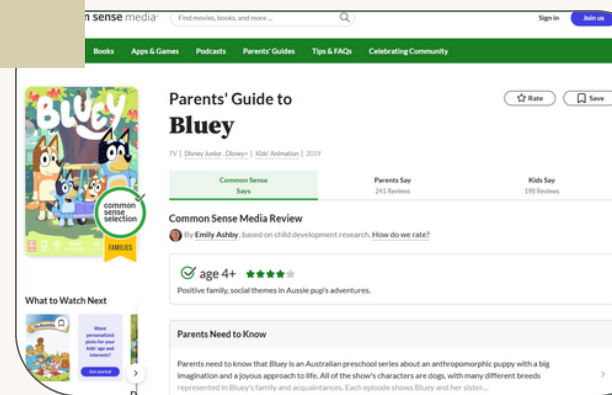 n sense media
Find movies, books, and more ...
Sign in
Join us
Books Apps & Games Podcasts Parents' Guides Tips & FAQs Celebrating Community
Parents' Guide to
Bluey
Rate
Save
TV | Disney Junior, Disney+ | Kids' Animation | 2019
Common Sense
Says
Parents Say
241 Reviews
Kids Say
198 Reviews
BLUEY
common
sense
selection
FAMILIES
Common Sense Media Review
By Emily Ashby, based on child development research. How do we rate?
age 4+
Positive family, social themes in Aussie pup's adventures.
What to Watch Next
Want
personalized
picks for your
kids' age and
interests?
Get started
Parents Need to Know
Parents need to know that Bluey is an Australian preschool series about an anthropomorphic puppy with a big
imagination and a joyous approach to life. All of the show's characters are dogs, with many different breeds
represented in Bluey's family and acquaintances. Each episode shows Bluey and her sister...